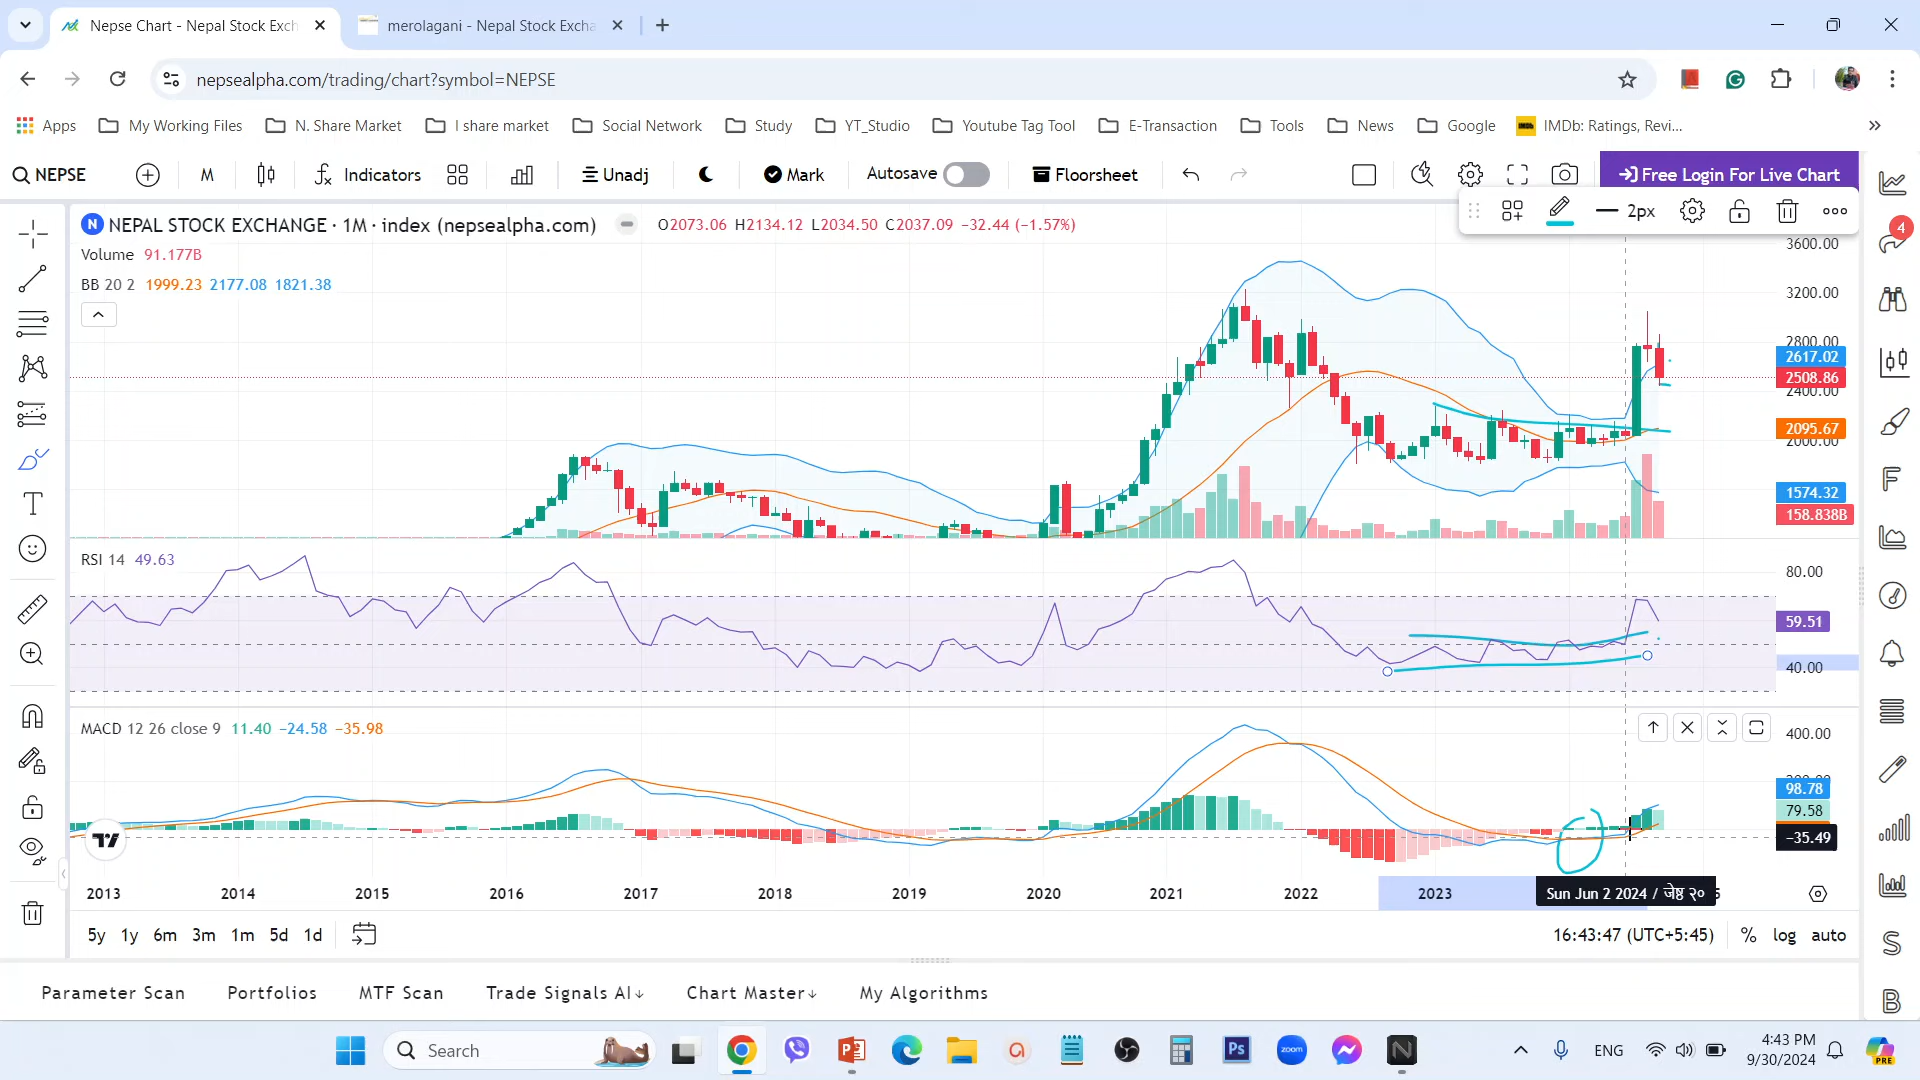 Nepse Chart - Nepal Stock Exch
merolagani - Nepal Stock Excha
nepsealpha.com/trading/chart?symbol=NEPSE
Apps My Working Files N. Share Market I share market Social Network Study YT_Studio Youtube Tag Tool E-Transaction Tools News Google IMDb: Ratings, Revi...
NEPSE M Indicators Unadj Mark Autosave Floorsheet Free Login For Live Chart
2px
4
N NEPAL STOCK EXCHANGE · 1M · index (nepsealpha.com) O2073.06 H2134.12 L2034.50 C2037.09 −32.44 (−1.57%)
Volume 91.177B
BB 20 2 1999.23 2177.08 1821.38
3600.00
3200.00
2800.00
2617.02
2508.86
2400.00
2095.67
2000.00
1574.32
158.838B
RSI 14 49.63
80.00
59.51
40.00
MACD 12 26 close 9 11.40 −24.58 −35.98
400.00
98.78
79.58
−35.49
2013 2014 2015 2016 2017 2018 2019 2020 2021 2022 2023
Sun Jun 2 2024 / जेष्ठ २०
5y 1y 6m 3m 1m 5d 1d
16:43:47 (UTC+5:45) % log auto
Parameter Scan Portfolios MTF Scan Trade Signals AI↓ Chart Master↓ My Algorithms
Search
Ps
zoom
ENG
4:43 PM
9/30/2024
PRE